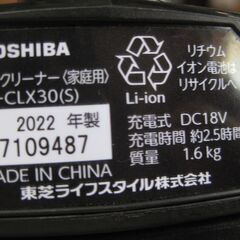 OSHIBA
クリーナー〈家庭用〉
-CLX30(S)
2022 年製
7109487
MADE IN CHINA
東芝ライフスタイル株式会社
Li-ion
リチウム
イオン電池は
リサイクルへ
充電式 DC18V
充電時間 約2.5時間
質量 1.6 kg